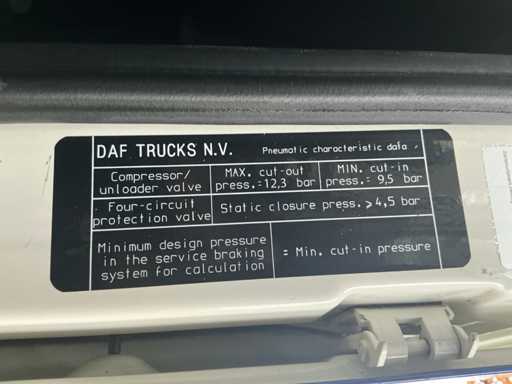 DAF TRUCKS N.V. Pneumatic characteristic data
Compressor/
unloader valve
MAX. cut-out
press.=12,3 bar
MIN. cut-in
press.= 9,5 bar
Four-circuit
protection valve
Static closure press. > 4,5 bar
Minimum design pressure
in the service braking
system for calculation
= Min. cut-in pressure